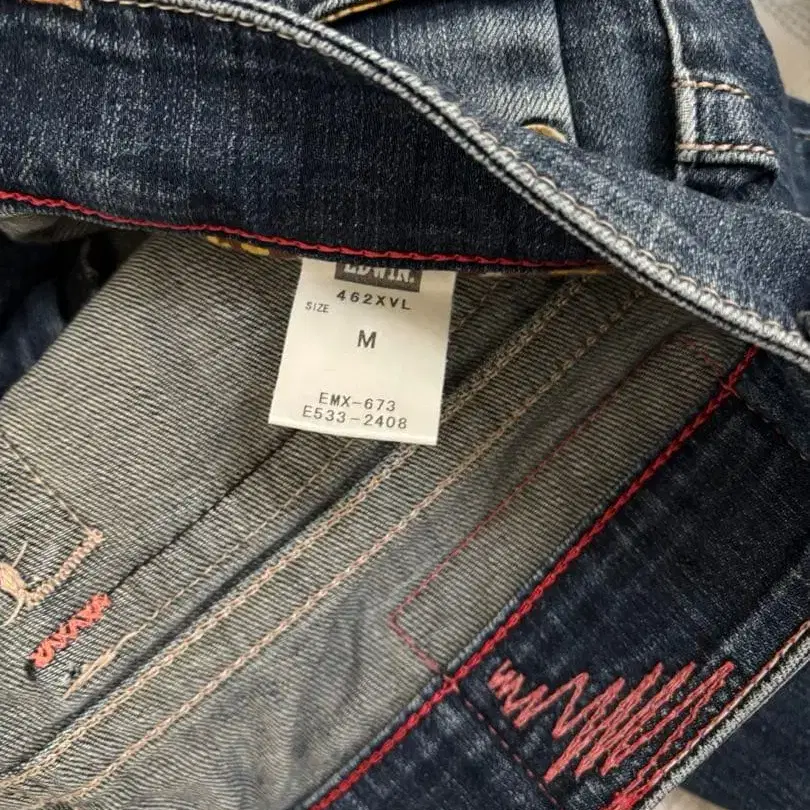 EDWIN.
462XVL
SIZE
M
EMX-673
E533-2408